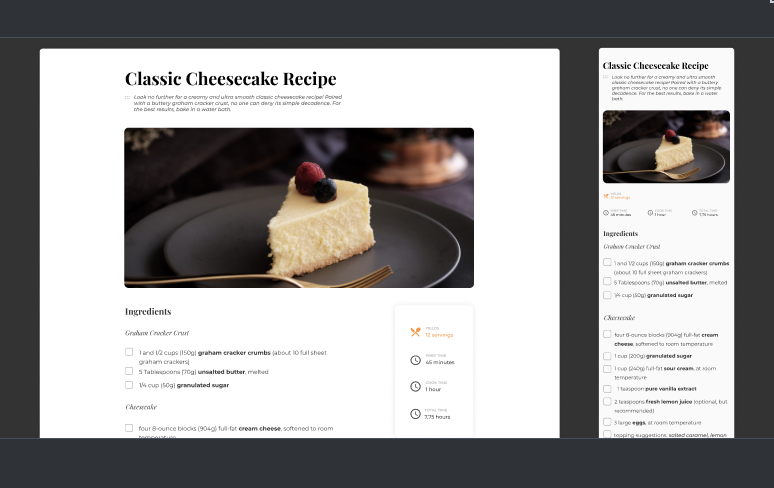 Classic Cheesecake Recipe
Look no further for a creamy and ultra smooth classic cheesecake recipe! Paired
with a buttery graham cracker crust, no one can deny its simple decadence. For
the best results, bake in a water bath.
Ingredients
Graham Cracker Crust
1 and 1/2 cups (150g) graham cracker crumbs (about 10 full sheet
graham crackers)
5 Tablespoons (70g) unsalted butter, melted
1/4 cup (50g) granulated sugar
Cheesecake
four 8-ounce blocks (904g) full-fat cream cheese, softened to room
temperature
YIELDS
12 servings
PREP TIME
45 minutes
COOK TIME
1 hour
TOTAL TIME
7,75 hours
Classic Cheesecake Recipe
Look no further for a creamy and ultra smooth
classic cheesecake recipe! Paired with a buttery
graham cracker crust, no one can deny its simple
decadence. For the best results, bake in a water
bath.
YIELDS
12 servings
PREP TIME
45 minutes
COOK TIME
1 hour
TOTAL TIME
7,75 hours
Ingredients
Graham Cracker Crust
1 and 1/2 cups (150g) graham cracker crumbs
(about 10 full sheet graham crackers)
5 Tablespoons (70g) unsalted butter, melted
1/4 cup (50g) granulated sugar
Cheesecake
four 8-ounce blocks (904g) full-fat cream
cheese, softened to room temperature
1 cup (200g) granulated sugar
1 cup (240g) full-fat sour cream, at room
temperature
1 teaspoon pure vanilla extract
2 teaspoons fresh lemon juice (optional, but
recommended)
3 large eggs, at room temperature
topping suggestions: salted caramel, lemon